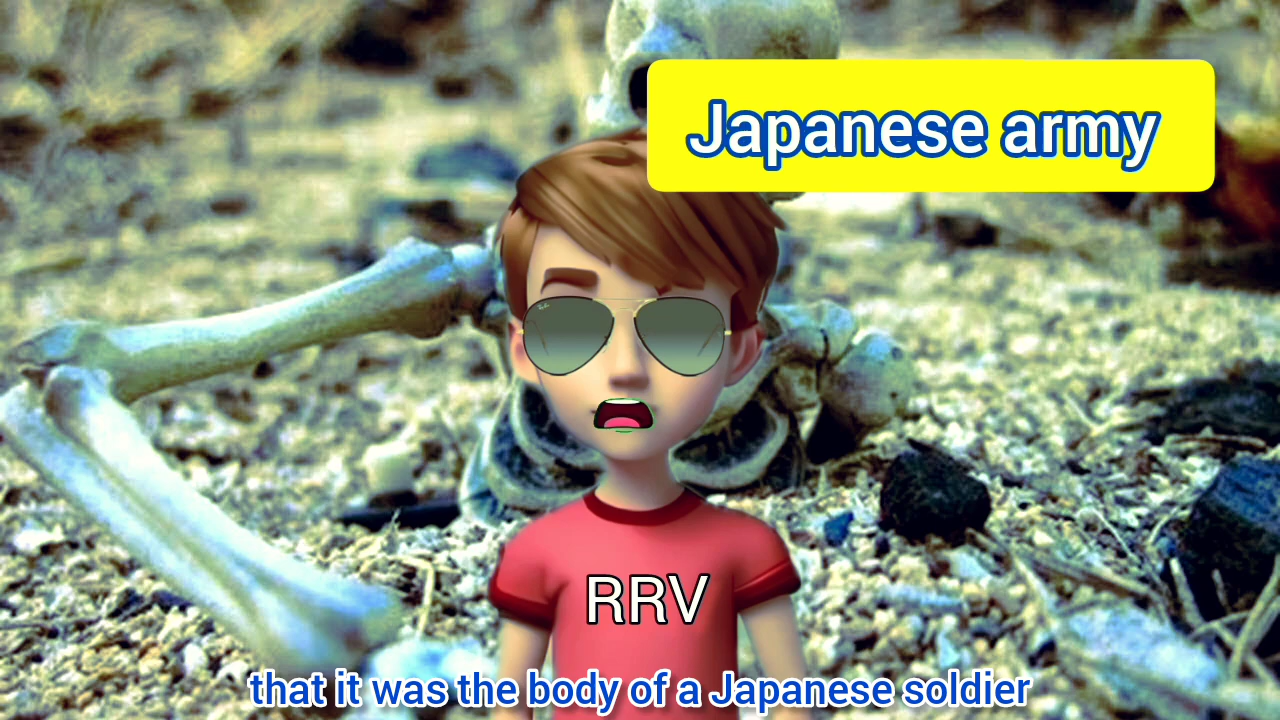 Japanese army
RRV
that it was the body of a Japanese soldier